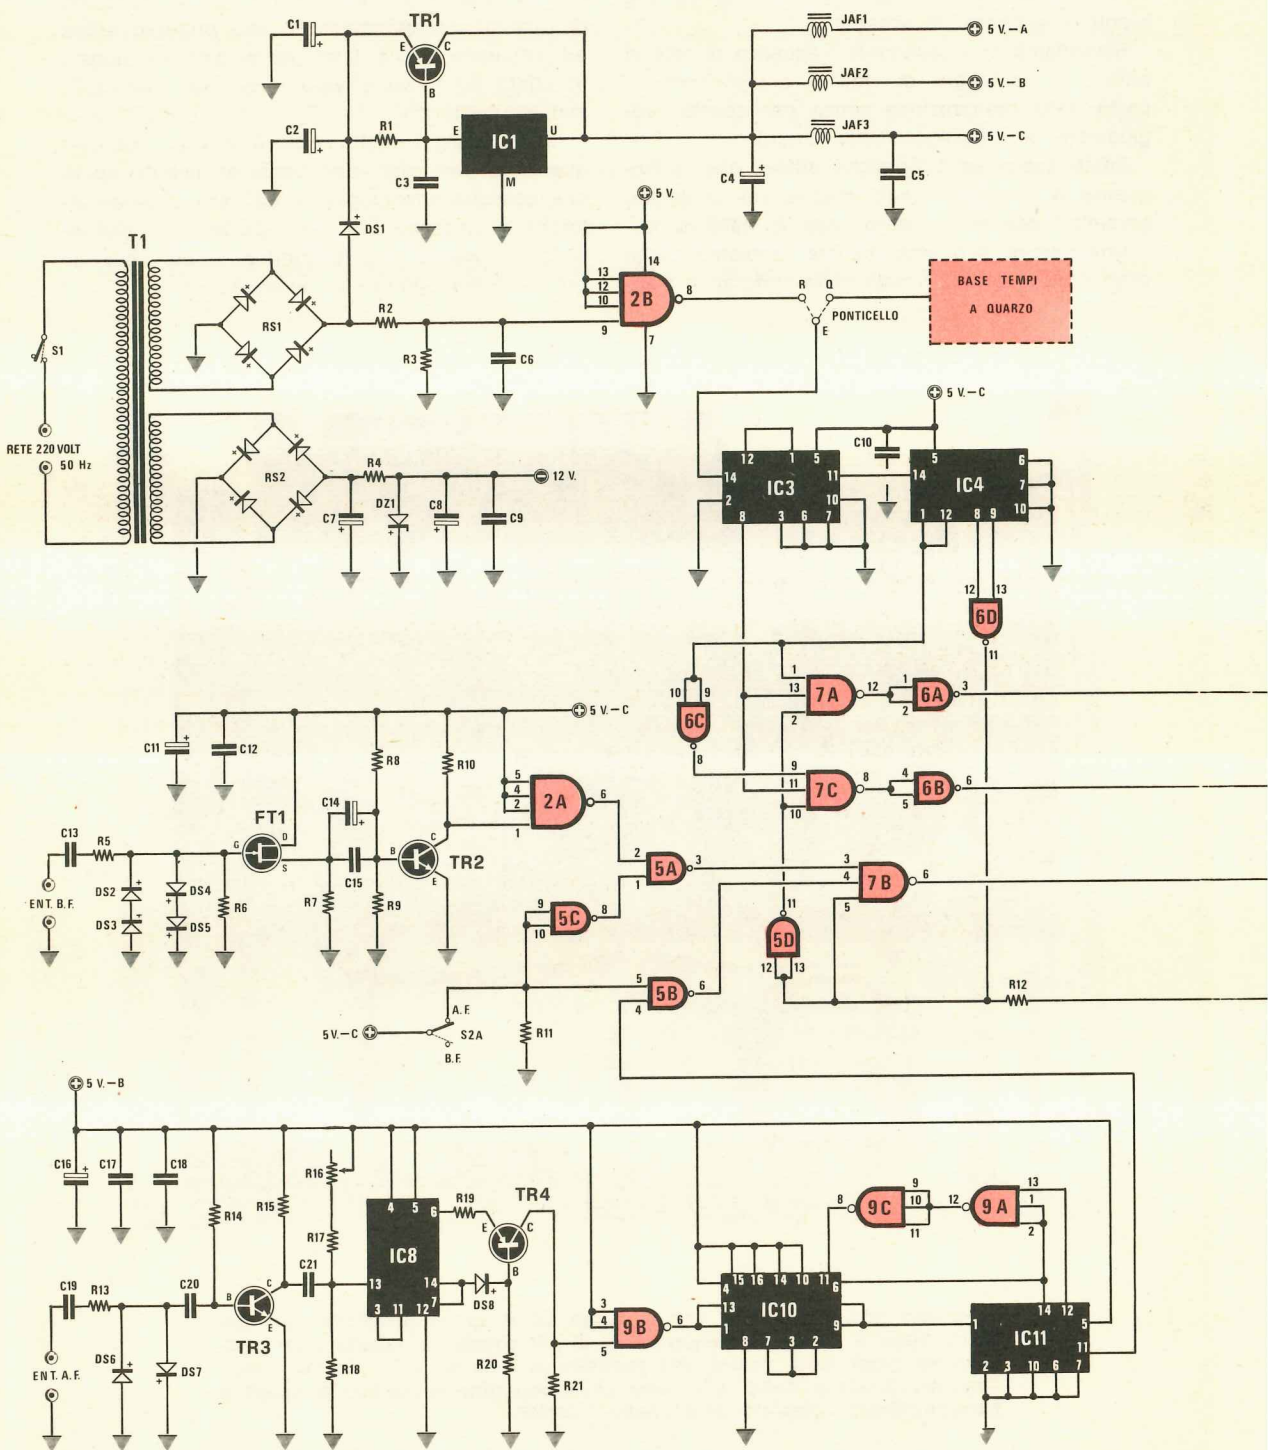 C1
+
TR1
E
C
B
JAF1
5 V.-A
JAF2
5 V.-B
JAF3
5 V.-C
C2
+
R1
E
IC1
U
M
C3
C4
+
C5
DS1
T1
5 V.
14
13
12
10
9
2B
8
7
R
Q
E
PONTICELLO
BASE TEMPI
A QUARZO
S1
RS1
R2
R3
C6
RETE 220 VOLT
50 Hz
RS2
R4
12 V.
C7
+
DZ1
+
C8
+
C9
5 V.-C
C10
12
1
5
14
2
IC3
11
10
8
3
6
7
5
14
IC4
6
7
10
1
12
8
9
12
13
6D
11
10
9
6C
8
1
13
2
7A
12
1
2
6A
3
9
11
10
7C
8
4
5
6B
6
5 V.-C
C11
+
C12
R8
R10
5
4
2
1
2A
6
C13
R5
FT1
G
D
S
C14
+
C15
B
C
E
TR2
ENT. B.F.
DS2
DS3
DS4
DS5
R6
R7
R9
2
1
5A
3
3
4
5
7B
6
9
10
5C
8
11
5D
12
13
5
4
5B
6
R12
5 V.-C
A.F.
S2A
B.F.
R11
5 V.-B
C16
+
C17
C18
R14
R15
R16
R17
4
5
6
IC8
13
14
7
3
11
12
R19
TR4
E
C
B
DS8
+
C19
R13
C20
B
C
E
TR3
C21
ENT. A.F.
DS6
+
DS7
+
R18
R20
R21
3
4
5
9B
6
8
9C
9
10
11
12
9A
13
1
2
15
16
14
10
11
4
6
13
IC10
1
9
8
7
3
2
14
12
1
IC11
5
11
2
3
10
6
7